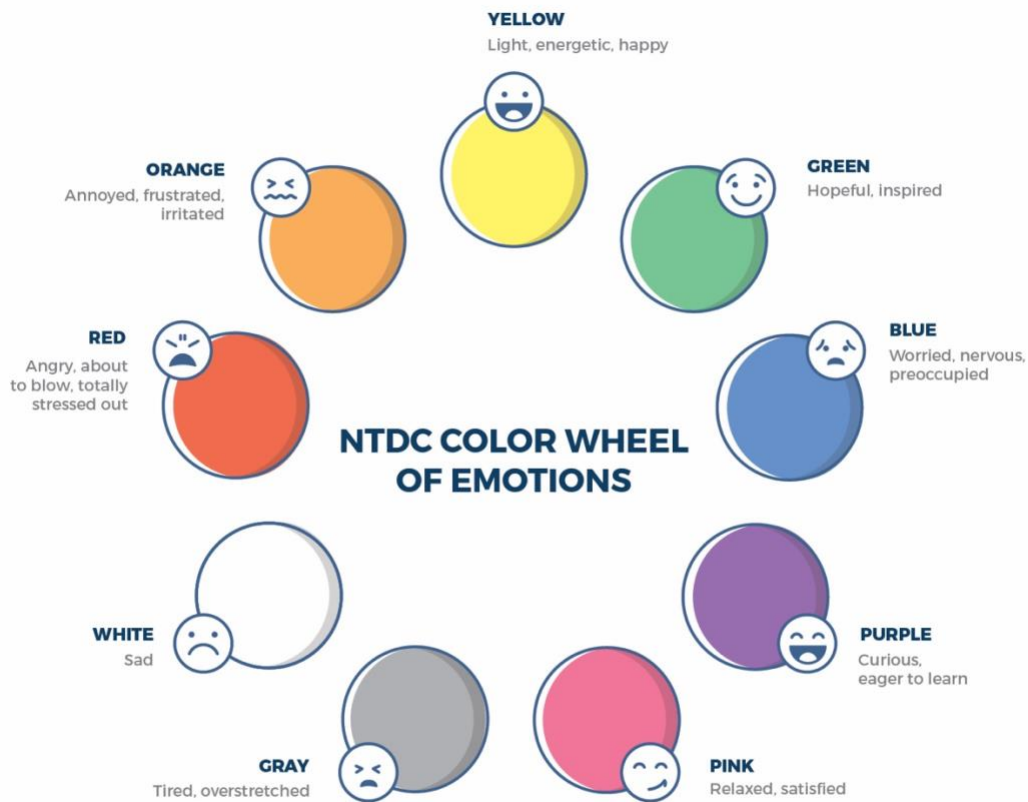 YELLOW
Light, energetic, happy
ORANGE
Annoyed, frustrated,
irritated
GREEN
Hopeful, inspired
RED
Angry, about
to blow, totally
stressed out
BLUE
Worried, nervous,
preoccupied
NTDC COLOR WHEEL
OF EMOTIONS
WHITE
Sad
PURPLE
Curious,
eager to learn
GRAY
Tired, overstretched
PINK
Relaxed, satisfied